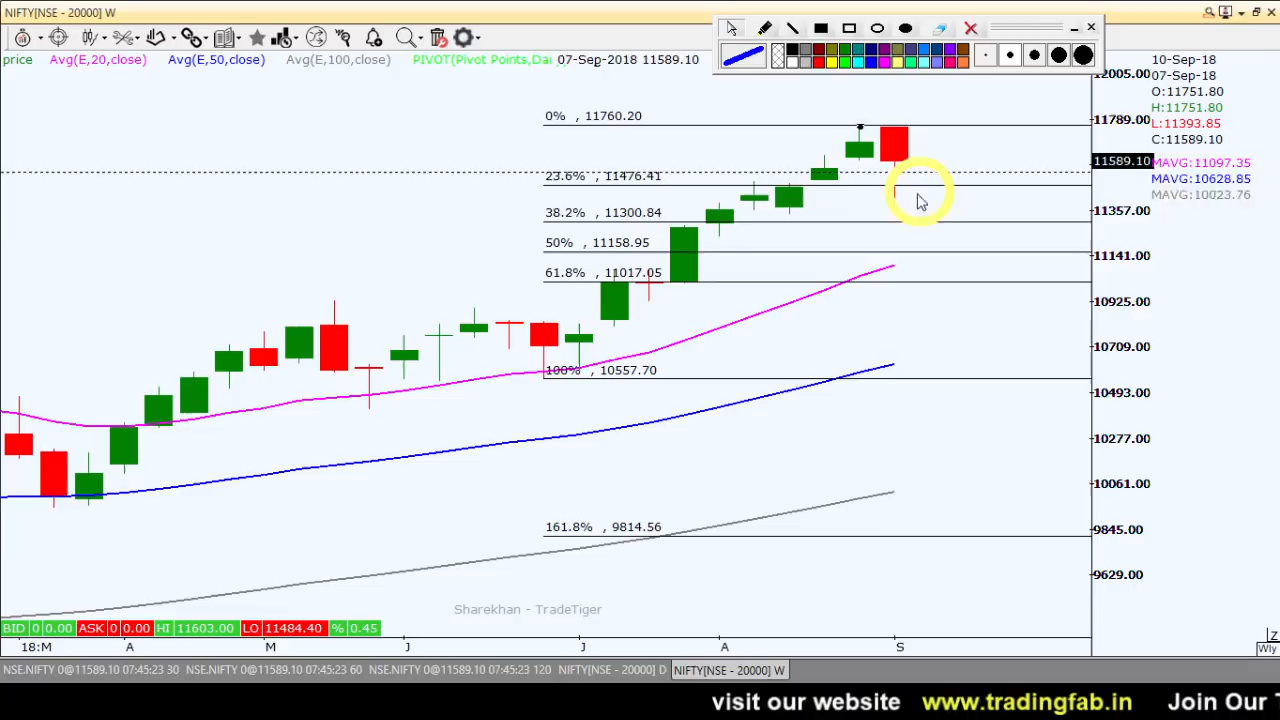 NIFTY[NSE - 20000] W
price Avg(E,20,close) Avg(E,50,close) Avg(E,100,close) PIVOT(Pivot Points,Dai 07-Sep-2018 11589.10
10-Sep-18
07-Sep-18
O:11751.80
H:11751.80
L:11393.85
C:11589.10
MAVG:11097.35
MAVG:10628.85
MAVG:10023.76
12005.00
11789.00
11589.10
11357.00
11141.00
10925.00
10709.00
10493.00
10277.00
10061.00
9845.00
9629.00
0% , 11760.20
23.6% , 11476.41
38.2% , 11300.84
50% , 11158.95
61.8% , 11017.05
100% , 10557.70
161.8% , 9814.56
Sharekhan - TradeTiger
BID 0 0.00 ASK 0 0.00 HI 11603.00 LO 11484.40 % 0.45
18:M A M J J A S
Z
Wly
NSE.NIFTY 0@11589.10 07:45:23 30 NSE.NIFTY 0@11589.10 07:45:23 60 NSE.NIFTY 0@11589.10 07:45:23 120 NIFTY[NSE - 20000] D NIFTY[NSE - 20000] W
visit our website www.tradingfab.in Join Our T